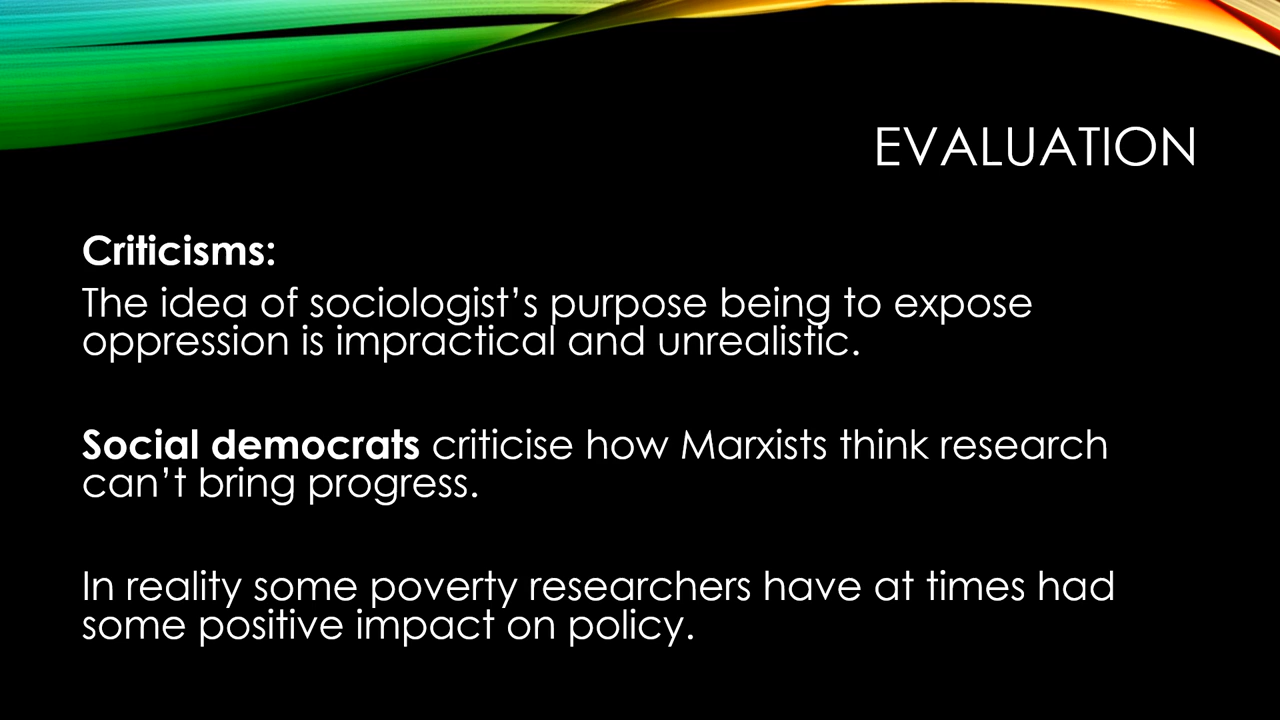 EVALUATION
Criticisms:
The idea of sociologist’s purpose being to expose
oppression is impractical and unrealistic.
Social democrats criticise how Marxists think research
can’t bring progress.
In reality some poverty researchers have at times had
some positive impact on policy.